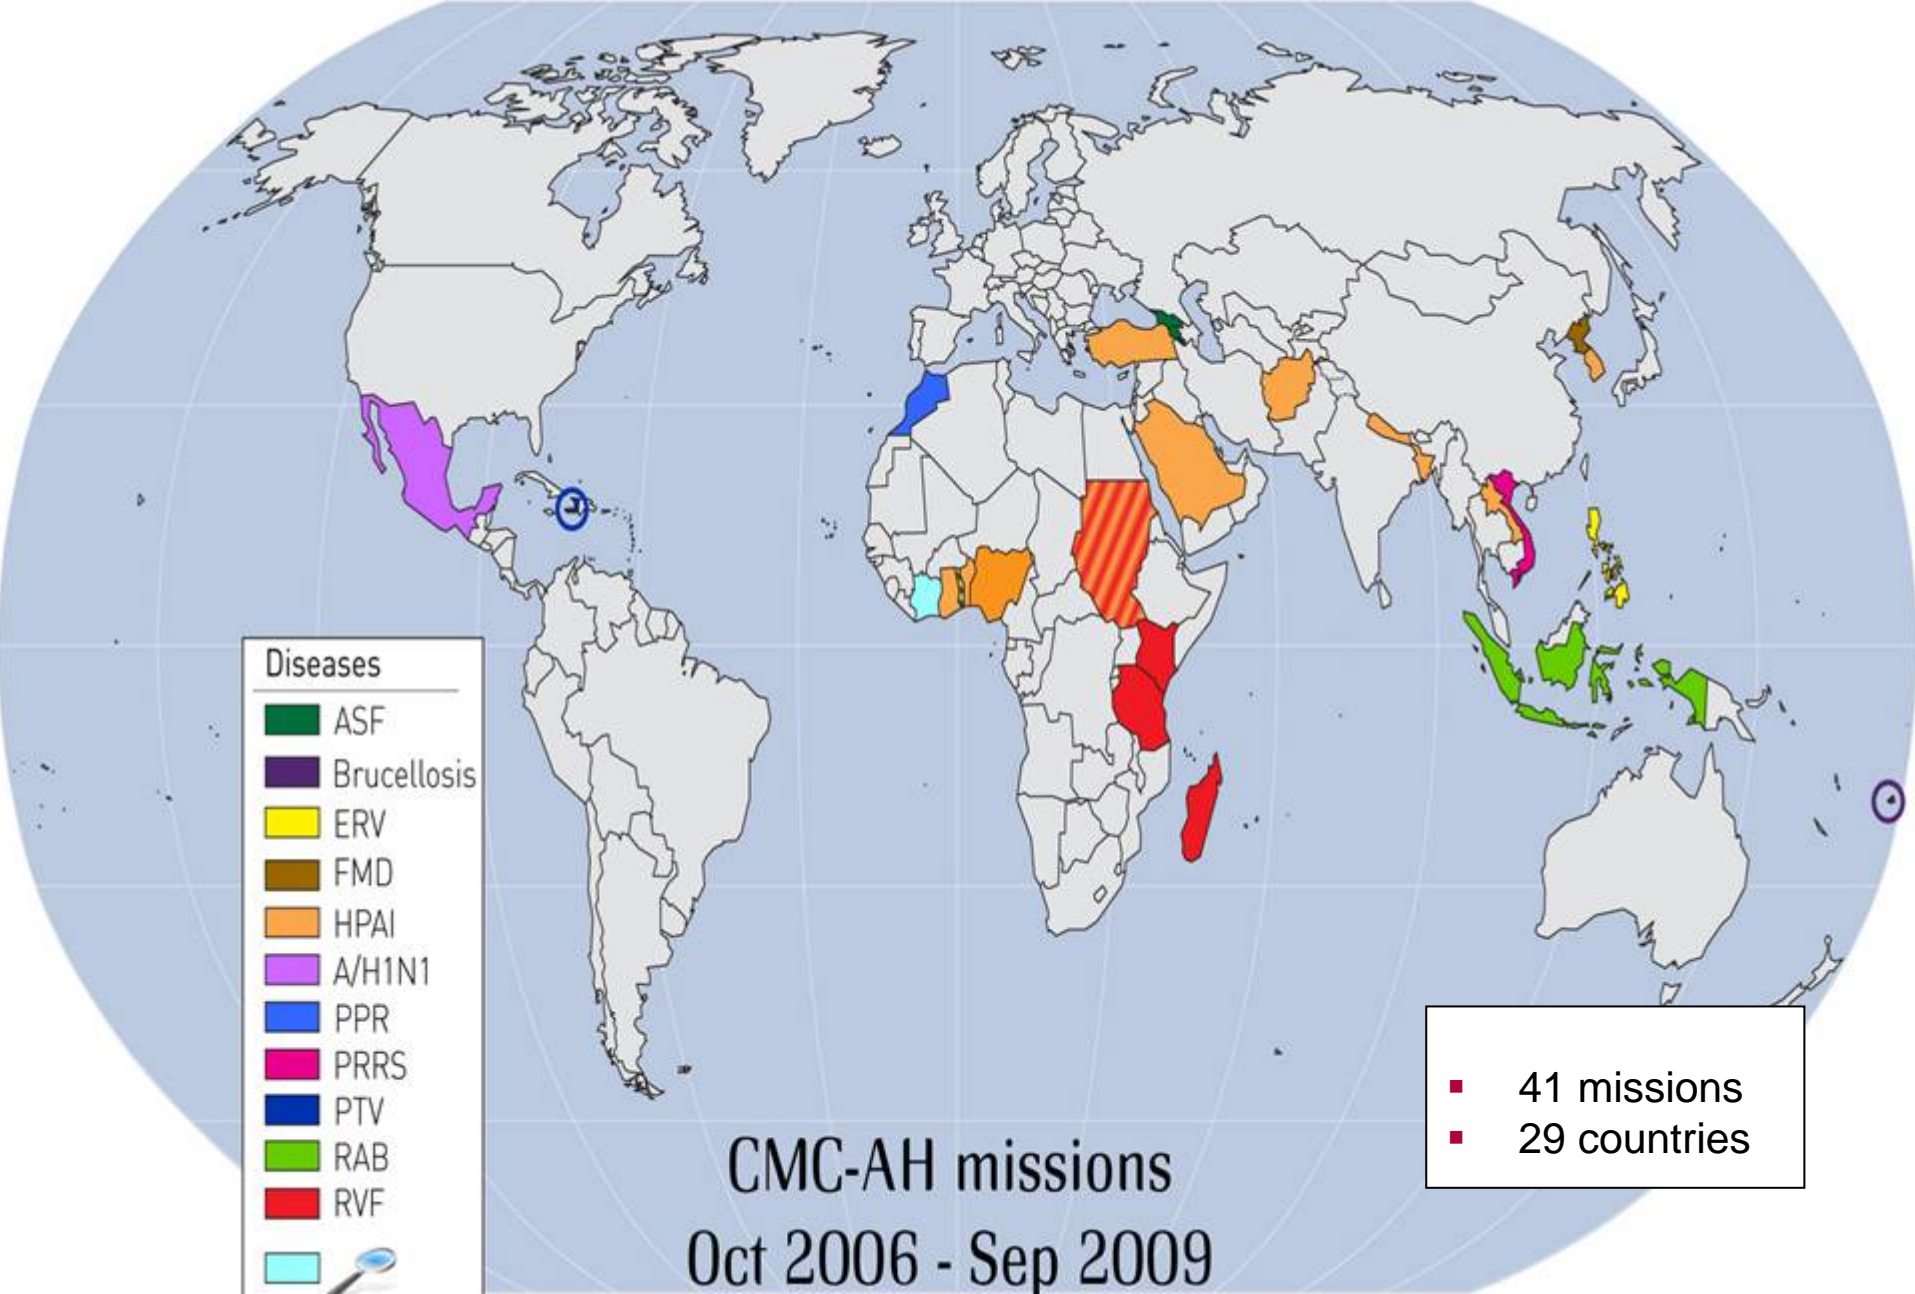 Diseases
ASF
Brucellosis
ERV
FMD
HPAI
A/H1N1
PPR
PRRS
PTV
RAB
RVF
▪ 41 missions
▪ 29 countries
CMC-AH missions
Oct 2006 - Sep 2009